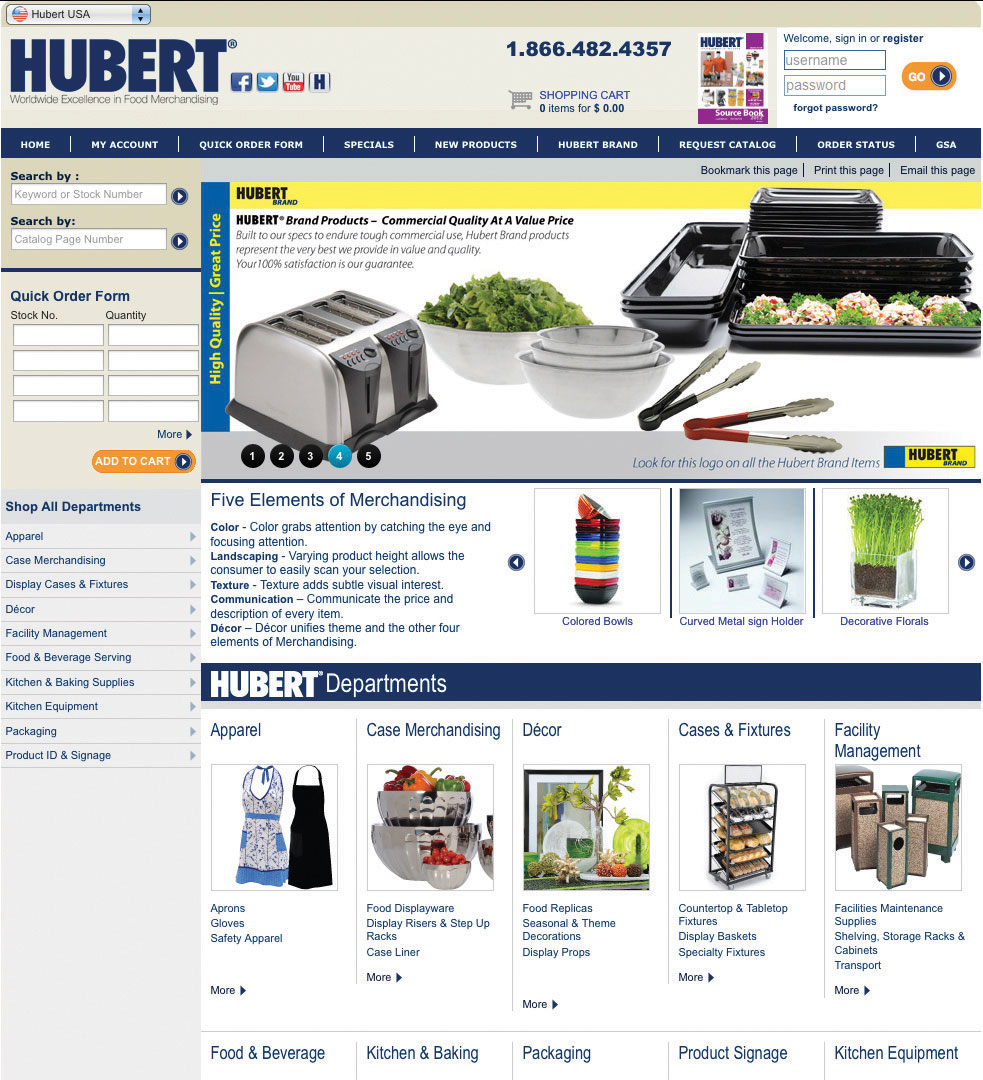 Hubert USA
HUBERT®
Worldwide Excellence in Food Merchandising
You
Tube
H
1.866.482.4357
SHOPPING CART
0 items for $ 0.00
HUBERT
Source Book
Welcome, sign in or register
username
password
GO
forgot password?
HOME
MY ACCOUNT
QUICK ORDER FORM
SPECIALS
NEW PRODUCTS
HUBERT BRAND
REQUEST CATALOG
ORDER STATUS
GSA
Search by :
Keyword or Stock Number
Search by:
Catalog Page Number
Quick Order Form
Stock No. Quantity
More
ADD TO CART
Bookmark this page
Print this page
Email this page
High Quality | Great Price
HUBERT
BRAND
HUBERT® Brand Products – Commercial Quality At A Value Price
Built to our specs to endure tough commercial use, Hubert Brand products
represent the very best we provide in value and quality.
Your100% satisfaction is our guarantee.
1 2 3 4 5
Look for this logo on all the Hubert Brand Items
HUBERT
BRAND
Shop All Departments
Apparel
Case Merchandising
Display Cases & Fixtures
Décor
Facility Management
Food & Beverage Serving
Kitchen & Baking Supplies
Kitchen Equipment
Packaging
Product ID & Signage
Five Elements of Merchandising
Color - Color grabs attention by catching the eye and
focusing attention.
Landscaping - Varying product height allows the
consumer to easily scan your selection.
Texture - Texture adds subtle visual interest.
Communication – Communicate the price and
description of every item.
Décor – Décor unifies theme and the other four
elements of Merchandising.
Colored Bowls
Curved Metal sign Holder
Decorative Florals
HUBERT® Departments
Apparel
Aprons
Gloves
Safety Apparel
More
Case Merchandising
Food Displayware
Display Risers & Step Up
Racks
Case Liner
More
Décor
Food Replicas
Seasonal & Theme
Decorations
Display Props
More
Cases & Fixtures
Countertop & Tabletop
Fixtures
Display Baskets
Specialty Fixtures
More
Facility
Management
Facilities Maintenance
Supplies
Shelving, Storage Racks &
Cabinets
Transport
More
Food & Beverage
Kitchen & Baking
Packaging
Product Signage
Kitchen Equipment